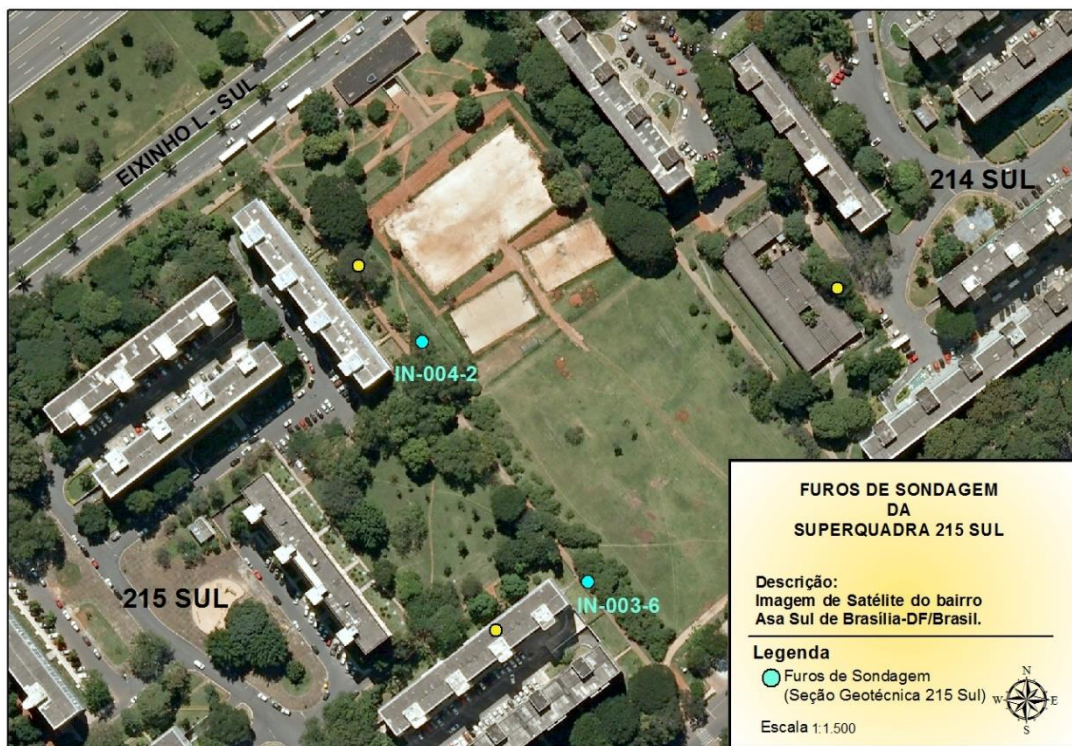 EIXINHO L - SUL
214 SUL
IN-004-2
215 SUL
IN-003-6
FUROS DE SONDAGEM
DA
SUPERQUADRA 215 SUL
Descrição:
Imagem de Satélite do bairro
Asa Sul de Brasília-DF/Brasil.
Legenda
Furos de Sondagem
(Seção Geotécnica 215 Sul)
Escala 1:1.500
N
W E
S